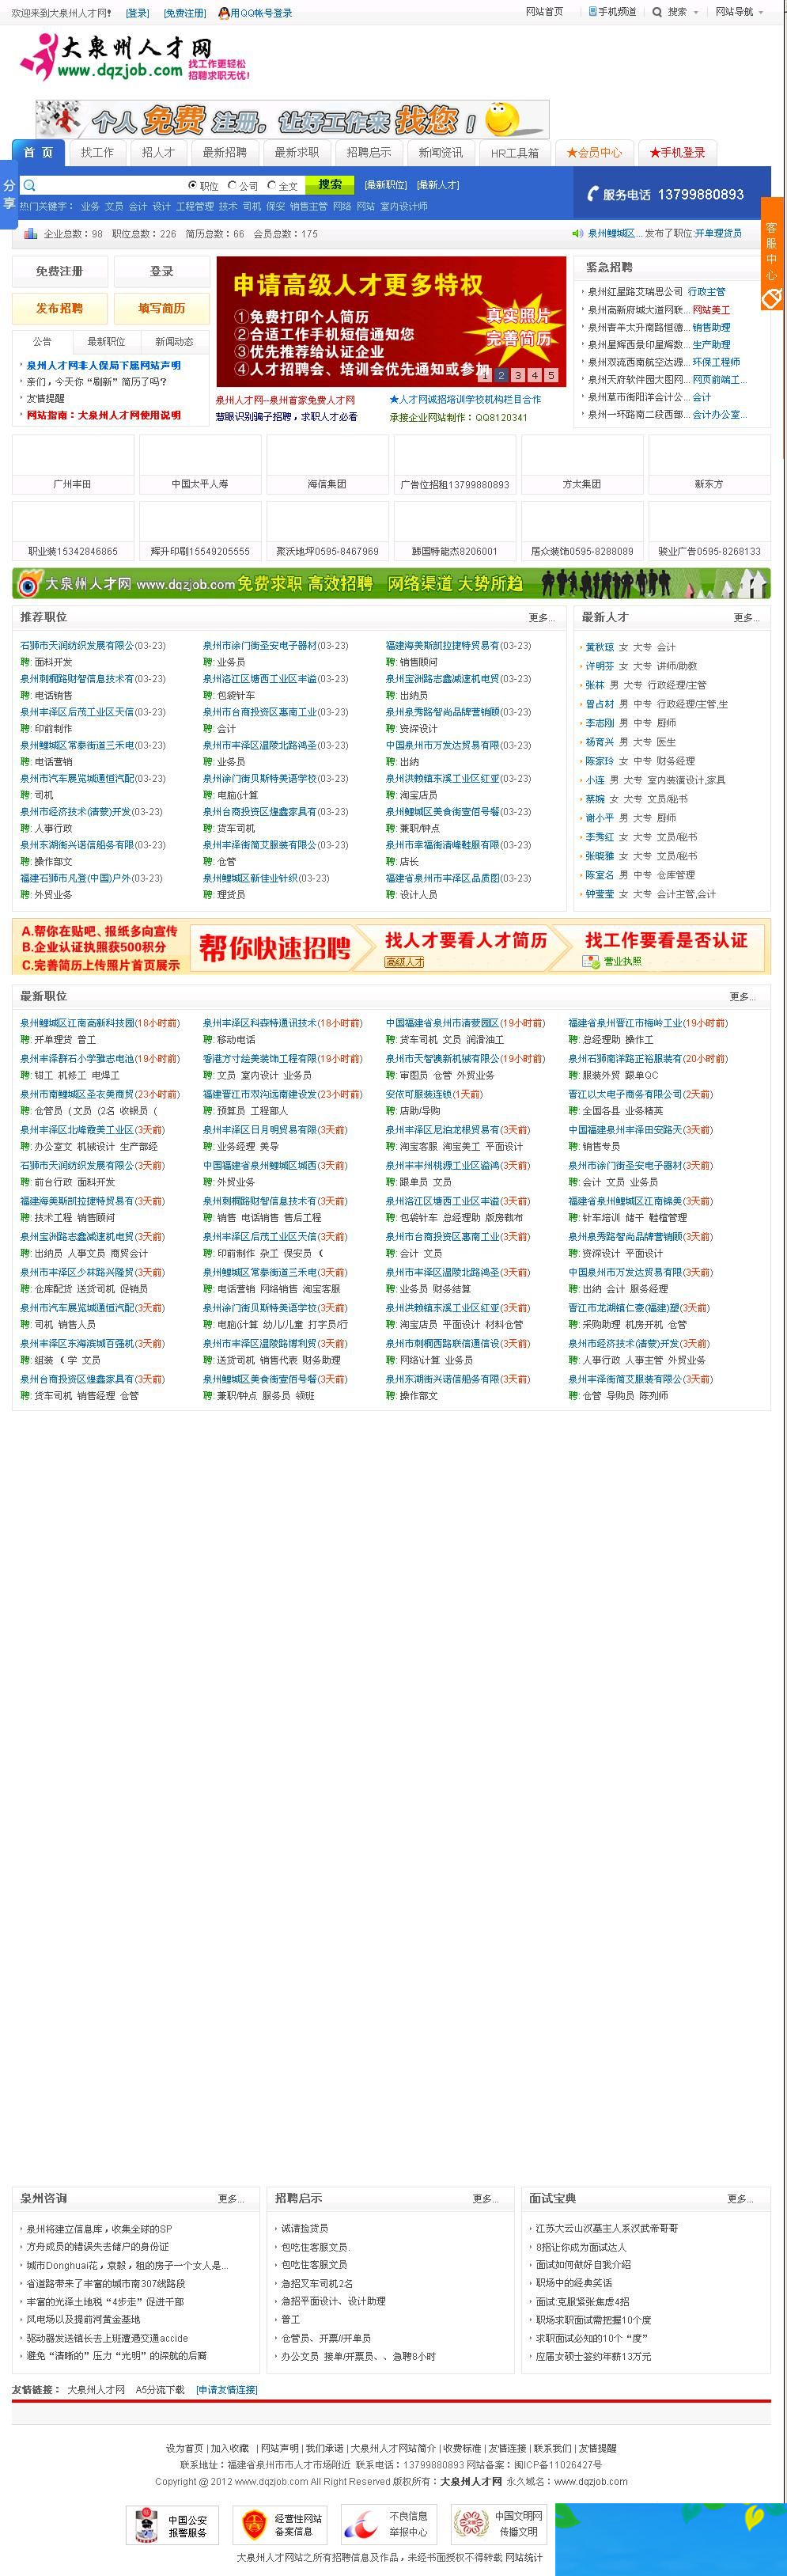 欢迎来到大泉州人才网! [登录] [免费注册] 用QQ帐号登录 网站首页 手机频道 搜索 网站导航
大泉州人才网
www.dqzjob.com 找工作更轻松
招聘求职无忧!
个人 免费 注册，让好工作来 找您！
首 页 找工作 招人才 最新招聘 最新求职 招聘启示 新闻资讯 HR工具箱 ★会员中心 ★手机登录
分享
职位 公司 全文 搜索 [最新职位] [最新人才] 服务电话 13799880893
热门关键字： 业务 文员 会计 设计 工程管理 技术 司机 保安 销售主管 网络 网站 室内设计师
客服中心
企业总数：98 职位总数：226 简历总数：66 会员总数：175 泉州鲤城区... 发布了职位:开单理货员
免费注册 登录
发布招聘 填写简历
公告 最新职位 新闻动态
泉州人才网非人保局下属网站声明
亲们，今天你“刷新”简历了吗？
友情提醒
网站指南：大泉州人才网使用说明
申请高级人才更多特权
①免费打印个人简历
②合适工作手机短信通知您
③优先推荐给认证企业
④人才招聘会、培训会优先通知或参加
真实照片
完善简历
1 2 3 4 5
泉州人才网--泉州首家免费人才网 ★人才网诚招培训学校机构栏目合作
慧眼识别骗子招聘，求职人才必看 承接企业网站制作：QQ8120341
紧急招聘
泉州红星路艾瑞思公司 行政主管
泉州高新府城大道网联... 网站美工
泉州青羊太升南路恒德... 销售助理
泉州星辉西景印星辉数... 生产助理
泉州双流西南航空达源... 环保工程师
泉州天府软件园大图网... 网页前端工...
泉州草市街阳洋会计公... 会计
泉州一环路南二段西部... 会计办公室...
广州丰田 中国太平人寿 海信集团 广告位招租13799880893 方太集团 新东方
职业装15342846865 辉升印刷15549205555 聚沃地坪0595-8467969 韩国特能杰8206001 居众装饰0595-8288089 骏业广告0595-8268133
大泉州人才网 www.dqzjob.com 免费求职 高效招聘 网络渠道 大势所趋
推荐职位 更多...
石狮市天润纺织发展有限公(03-23) 泉州市涂门街圣安电子器材(03-23) 福建海美斯凯拉捷特贸易有(03-23)
聘: 面料开发 聘: 业务员 聘: 销售顾问
泉州刺桐路财智信息技术有(03-23) 泉州洛江区塘西工业区丰谥(03-23) 泉州宝洲路志鑫减速机电贸(03-23)
聘: 电话销售 聘: 包袋针车 聘: 出纳员
泉州丰泽区后茂工业区天信(03-23) 泉州市台商投资区惠南工业(03-23) 泉州泉秀路智尚品牌营销顾(03-23)
聘: 印前制作 聘: 会计 聘: 资深设计
泉州鲤城区常泰街道三禾电(03-23) 泉州市丰泽区温陵北路鸿圣(03-23) 中国泉州市万发达贸易有限(03-23)
聘: 电话营销 聘: 业务员 聘: 出纳
泉州市汽车展览城通恒汽配(03-23) 泉州徐门街贝斯特美语学校(03-23) 泉州洪赖镇东溪工业区红亚(03-23)
聘: 司机 聘: 电脑(计算 聘: 淘宝店员
泉州市经济技术(清蒙)开发(03-23) 泉州台商投资区煌鑫家具有(03-23) 泉州鲤城区美食街壹佰号餐(03-23)
聘: 人事行政 聘: 货车司机 聘: 兼职/钟点
泉州东湖街兴诺信船务有限(03-23) 泉州丰泽街简艾服装有限公(03-23) 泉州市幸福街清峰鞋服有限(03-23)
聘: 操作部文 聘: 仓管 聘: 店长
福建石狮市凡登(中国)户外(03-23) 泉州鲤城区新佳业针织(03-23) 福建省泉州市丰泽区品质图(03-23)
聘: 外贸业务 聘: 理货员 聘: 设计人员
最新人才 更多...
黄秋琼 女 大专 会计
许明芬 女 大专 讲师/助教
张林 男 大专 行政经理/主管
曾占材 男 中专 行政经理/主管,生
李志刚 男 中专 厨师
杨育兴 男 大专 医生
陈家玲 女 中专 财务经理
小连 男 大专 室内装潢设计,家具
蔡婉 女 大专 文员/秘书
谢小平 男 大专 厨师
李秀红 女 大专 文员/秘书
张晓雅 女 大专 文员/秘书
陈室名 男 中专 仓库管理
钟莹莹 女 大专 会计主管,会计
A.帮你在贴吧、报纸多向宣传
B.企业认证执照获500积分
C.完善简历上传照片首页展示
帮你快速招聘 找人才要看人才简历 找工作要看是否认证
高级人才 营业执照
最新职位 更多...
泉州鲤城区江南高新科技园(18小时前) 泉州丰泽区科森特通讯技术(18小时前) 中国福建省泉州市清蒙园区(19小时前) 福建省泉州晋江市梅岭工业(19小时前)
聘: 开单理货 普工 聘: 移动电话 聘: 货车司机 文员 润滑油工 聘: 总经理助 操作工
泉州丰泽群石小学雅志电池(19小时前) 香港方寸绘美装饰工程有限(19小时前) 泉州市天智澳新机械有限公(19小时前) 泉州石狮南洋路正裕服装有(20小时前)
聘: 钳工 机修工 电焊工 聘: 文员 室内设计 业务员 聘: 审图员 仓管 外贸业务 聘: 服装外贸 跟单QC
泉州市南鲤城区圣衣美商贸(23小时前) 福建晋江市双沟远南建设发(23小时前) 安依可服装连锁(1天前) 晋江以太电子商务有限公司(2天前)
聘: 仓管员（ 文员（2名 收银员（ 聘: 预算员 工程部人 聘: 店助/导购 聘: 全国各县 业务精英
泉州丰泽区北峰霞美工业区(3天前) 泉州丰泽区日月明贸易有限(3天前) 泉州丰泽区尼泊龙根贸易有(3天前) 中国福建泉州丰泽田安路天(3天前)
聘: 办公室文 机械设计 生产部经 聘: 业务经理 美导 聘: 淘宝客服 淘宝美工 平面设计 聘: 销售专员
石狮市天润纺织发展有限公(3天前) 中国福建省泉州鲤城区城西(3天前) 泉州丰丰州桃源工业区谥鸿(3天前) 泉州市涂门街圣安电子器材(3天前)
聘: 前台行政 面料开发 聘: 外贸业务 聘: 跟单员 文员 聘: 会计 文员 业务员
福建海美斯凯拉捷特贸易有(3天前) 泉州刺桐路财智信息技术有(3天前) 泉州洛江区塘西工业区丰谥(3天前) 福建省泉州鲤城区江南锦美(3天前)
聘: 技术工程 销售顾问 聘: 销售 电话销售 售后工程 聘: 包袋针车 总经理助 版房裁布 聘: 针车培训 储干 鞋楦管理
泉州宝洲路志鑫减速机电贸(3天前) 泉州丰泽区后茂工业区天信(3天前) 泉州市台商投资区惠南工业(3天前) 泉州泉秀路智尚品牌营销顾(3天前)
聘: 出纳员 人事文员 商贸会计 聘: 印前制作 杂工 保安员（ 聘: 会计 文员 聘: 资深设计 平面设计
泉州市丰泽区少林路兴隆贸(3天前) 泉州鲤城区常泰街道三禾电(3天前) 泉州市丰泽区温陵北路鸿圣(3天前) 中国泉州市万发达贸易有限(3天前)
聘: 仓库配货 送货司机 促销员 聘: 电话营销 网络销售 淘宝客服 聘: 业务员 财务结算 聘: 出纳 会计 服务经理
泉州市汽车展览城通恒汽配(3天前) 泉州徐门街贝斯特美语学校(3天前) 泉州洪赖镇东溪工业区红亚(3天前) 晋江市龙湖镇仁豪(福建)塑(3天前)
聘: 司机 销售人员 聘: 电脑(计算 幼儿/儿童 打字员/行 聘: 淘宝店员 平面设计 材料仓管 聘: 采购助理 机房开机 仓管
泉州丰泽区东海滨城百强机(3天前) 泉州市丰泽区温陵路博利贸(3天前) 泉州市刺桐西路联信通信设(3天前) 泉州市经济技术(清蒙)开发(3天前)
聘: 组装（学 文员 聘: 送货司机 销售代表 财务助理 聘: 网络\计算 业务员 聘: 人事行政 人事主管 外贸业务
泉州台商投资区煌鑫家具有(3天前) 泉州鲤城区美食街壹佰号餐(3天前) 泉州东湖街兴诺信船务有限(3天前) 泉州丰泽街简艾服装有限公(3天前)
聘: 货车司机 销售经理 仓管 聘: 兼职/钟点 服务员 领班 聘: 操作部文 聘: 仓管 导购员 陈列师
泉州咨询 更多...
泉州将建立信息库，收集全球的SP
方舟成员的错误失去储户的身份证
城市Donghuai花，袁毅，租的房子一个女人是...
省道路带来了丰富的城市南307线路段
丰富的光泽土地税“4步走”促进干部
风电场以及提前河黄金基地
驱动器发送镇长去上班遭遇交通accide
避免“清晰的”压力“光明”的深航的后裔
招聘启示 更多...
诚请捡货员
包吃住客服文员.
包吃住客服文员
急招叉车司机2名
急招平面设计、设计助理
普工
仓管员、开票//开单员
办公文员 接单/开票员、、急聘8小时
面试宝典 更多...
江苏大云山汉墓主人系汉武帝哥哥
8招让你成为面试达人
面试如何做好自我介绍
职场中的经典笑话
面试:克服紧张焦虑4招
职场求职面试需把握10个度
求职面试必知的10个“度”
应届女硕士签约年薪13万元
友情链接： 大泉州人才网 A5分流下载 [申请友情连接]
设为首页 | 加入收藏 | 网站声明 | 我们承诺 | 大泉州人才网站简介 | 收费标准 | 友情连接 | 联系我们 | 友情提醒
联系地址：福建省泉州市市人才市场附近 联系电话：13799880893 网站备案：闽ICP备11026427号
Copyright @ 2012 www.dqzjob.com All Right Reserved 版权所有：大泉州人才网 永久域名：www.dqzjob.com
中国公安
报警服务
经营性网站
备案信息
不良信息
举报中心
中国文明网
传播文明
大泉州人才网站之所有招聘信息及作品，未经书面授权不得转载 网站统计